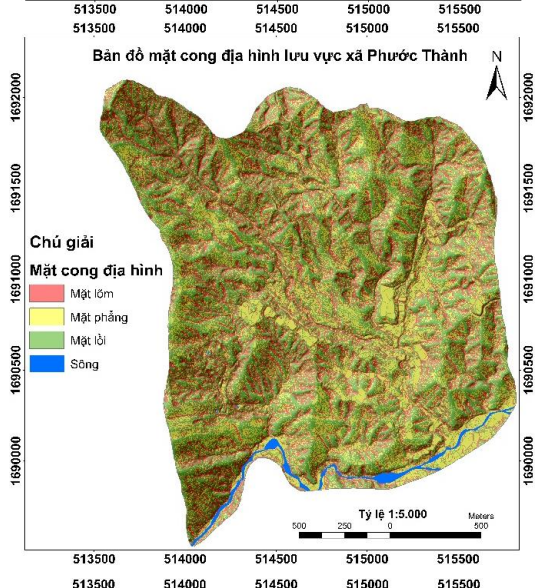 513500 514000 514500 515000 515500
513500 514000 514500 515000 515500
Bản đồ mặt cong địa hình lưu vực xã Phước Thành
N
1692000
1692000
1691500
1691500
1691000
1691000
1690500
1690500
1690000
1690000
Chú giải
Mặt cong địa hình
Mặt lõm
Mặt phẳng
Mặt lồi
Sông
Tỷ lệ 1:5.000
Meters
500 250 0 500
513500 514000 514500 515000 515500
513500 514000 514500 515000 515500